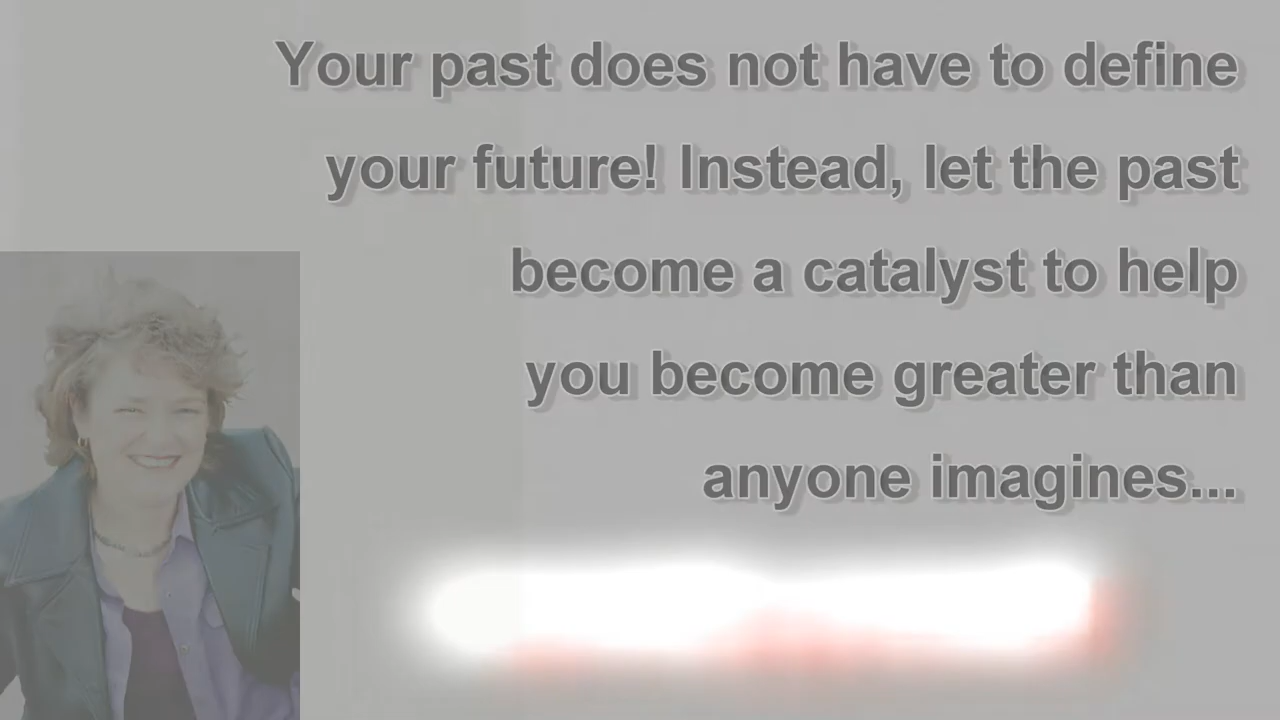 Your past does not have to define
your future! Instead, let the past
become a catalyst to help
you become greater than
anyone imagines...